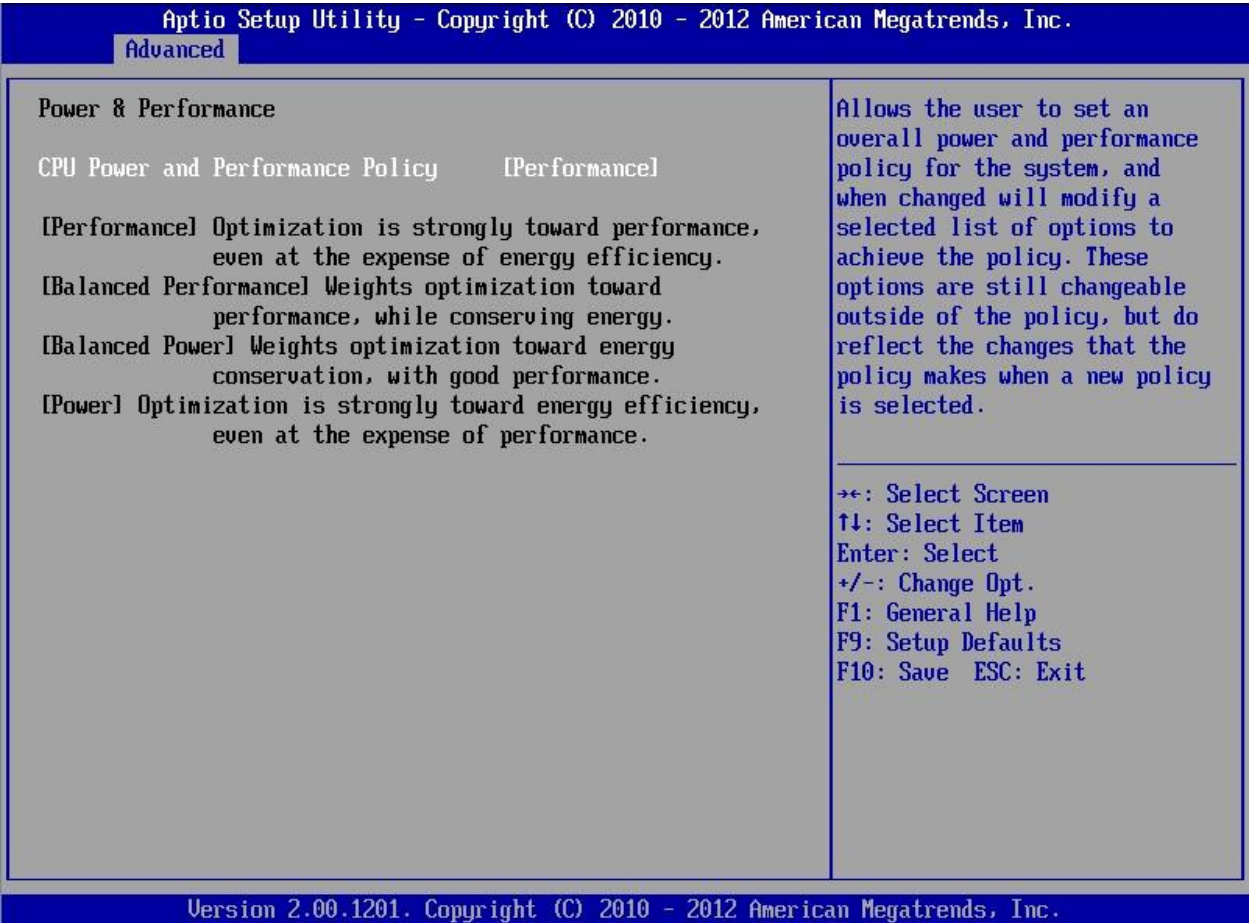 Aptio Setup Utility - Copyright (C) 2010 - 2012 American Megatrends, Inc.
Advanced
Power & Performance
CPU Power and Performance Policy [Performance]
[Performance] Optimization is strongly toward performance,
even at the expense of energy efficiency.
[Balanced Performance] Weights optimization toward
performance, while conserving energy.
[Balanced Power] Weights optimization toward energy
conservation, with good performance.
[Power] Optimization is strongly toward energy efficiency,
even at the expense of performance.
Allows the user to set an
overall power and performance
policy for the system, and
when changed will modify a
selected list of options to
achieve the policy. These
options are still changeable
outside of the policy, but do
reflect the changes that the
policy makes when a new policy
is selected.
→←: Select Screen
↑↓: Select Item
Enter: Select
+/-: Change Opt.
F1: General Help
F9: Setup Defaults
F10: Save ESC: Exit
Version 2.00.1201. Copyright (C) 2010 - 2012 American Megatrends, Inc.